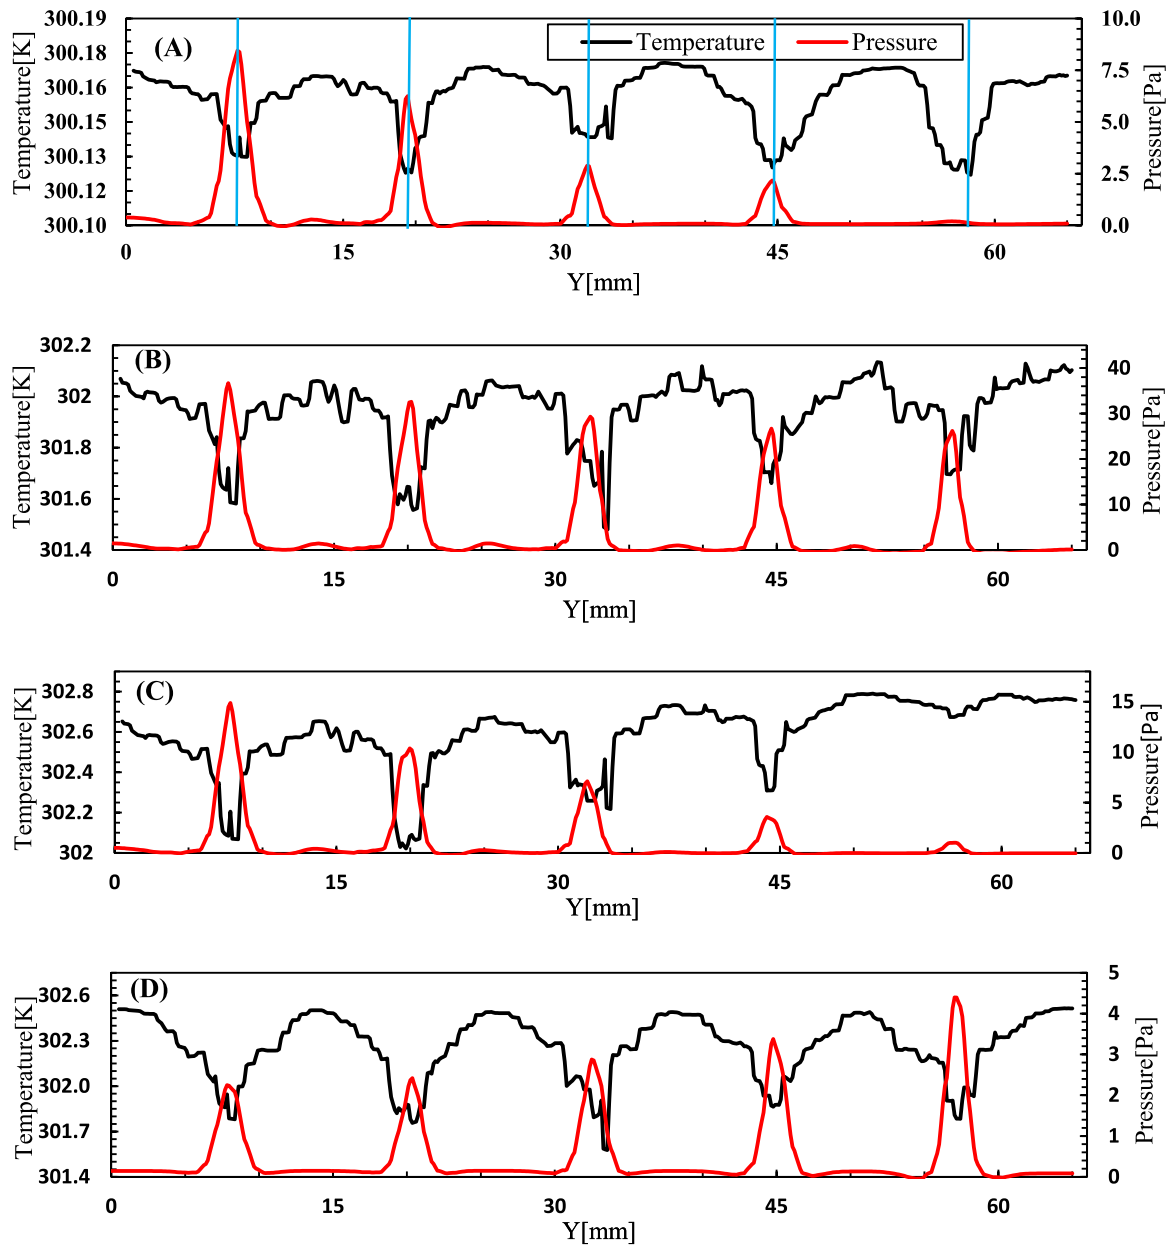 (A)
Temperature
Pressure
Temperature[K]
300.19
300.18
300.16
300.15
300.13
300.12
300.10
Pressure[Pa]
10.0
7.5
5.0
2.5
0.0
0 15 30 45 60
Y[mm]
(B)
Temperature[K]
302.2
302
301.8
301.6
301.4
Pressure[Pa]
40
30
20
10
0
0 15 30 45 60
Y[mm]
(C)
Temperature[K]
302.8
302.6
302.4
302.2
302
Pressure[Pa]
15
10
5
0
0 15 30 45 60
Y[mm]
(D)
Temperature[K]
302.6
302.3
302.0
301.7
301.4
Pressure[Pa]
5
4
3
2
1
0
0 15 30 45 60
Y[mm]